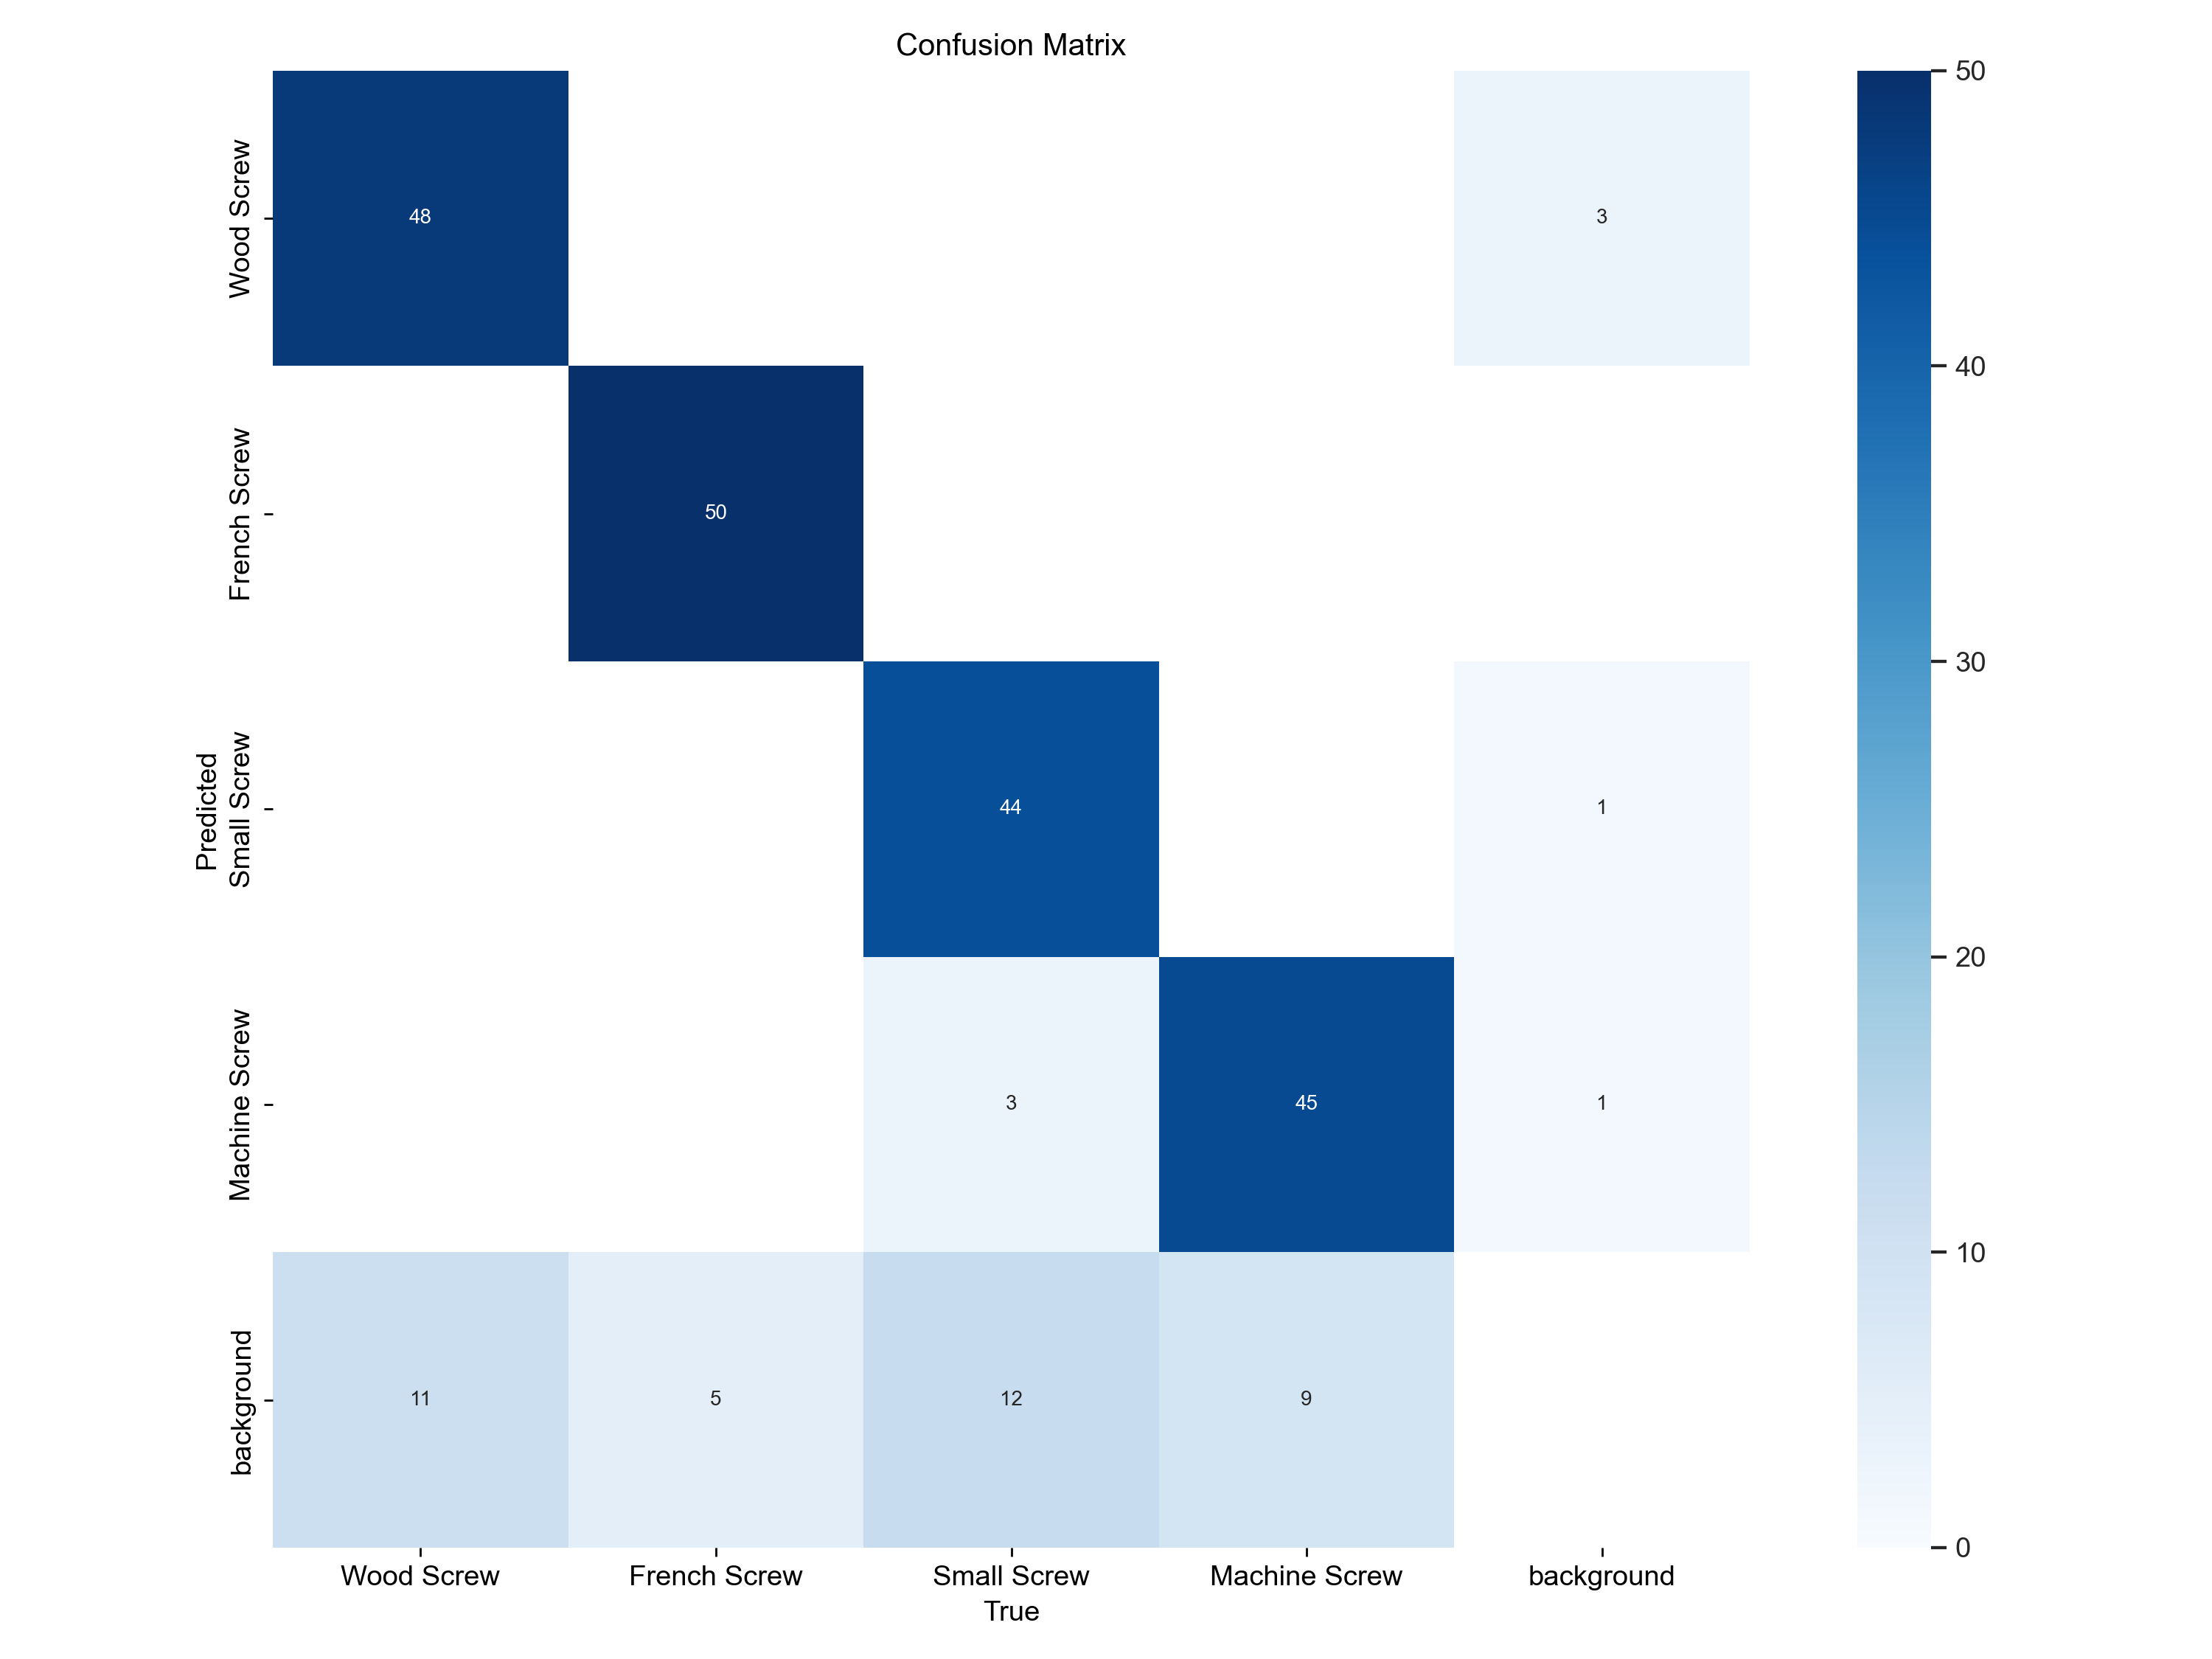 Confusion Matrix
Wood Screw
French Screw
Small Screw
Machine Screw
background
Predicted
48
3
50
44
1
3
45
1
11
5
12
9
Wood Screw
French Screw
Small Screw
Machine Screw
background
True
50
40
30
20
10
0